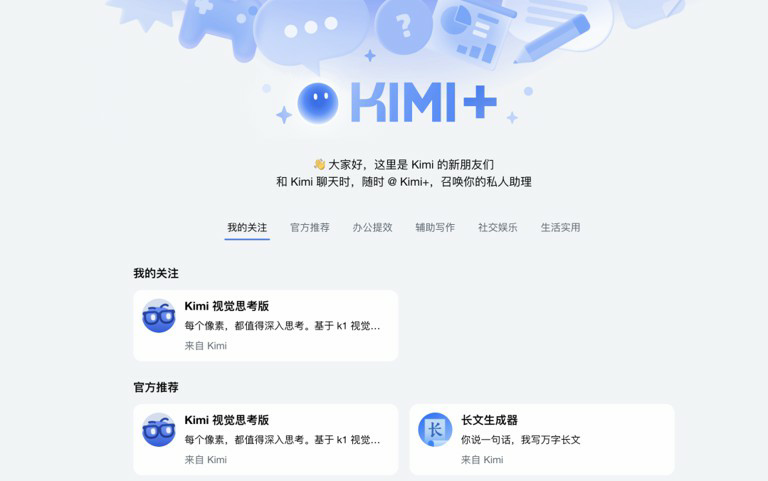 KIMI+
👋 大家好，这里是 Kimi 的新朋友们
和 Kimi 聊天时，随时 @ Kimi+，召唤你的私人助理
我的关注 官方推荐 办公提效 辅助写作 社交娱乐 生活实用
我的关注
Kimi 视觉思考版
每个像素，都值得深入思考。基于 k1 视觉…
来自 Kimi
官方推荐
Kimi 视觉思考版
每个像素，都值得深入思考。基于 k1 视觉…
来自 Kimi
长
长文生成器
你说一句话，我写万字长文
来自 Kimi